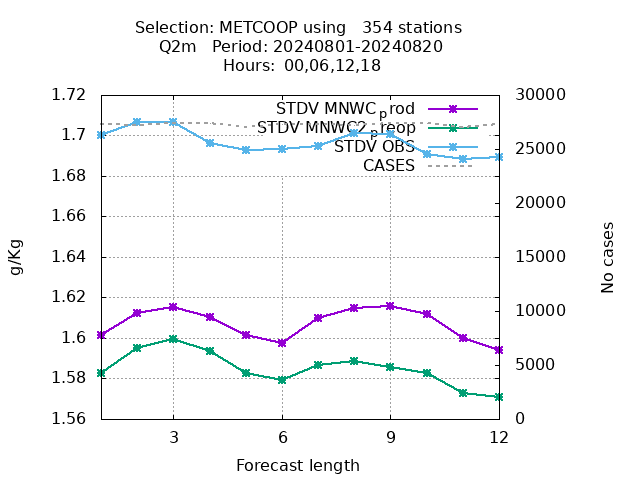 Selection: METCOOP using   354 stations
Q2m   Period: 20240801-20240820
Hours: 00,06,12,18
1.72
1.7
1.68
1.66
1.64
1.62
1.6
1.58
1.56
g/Kg
STDV MNWCprod
STDV MNWC2preop
STDV OBS
CASES
30000
25000
20000
15000
10000
5000
0
No cases
3
6
9
12
Forecast length